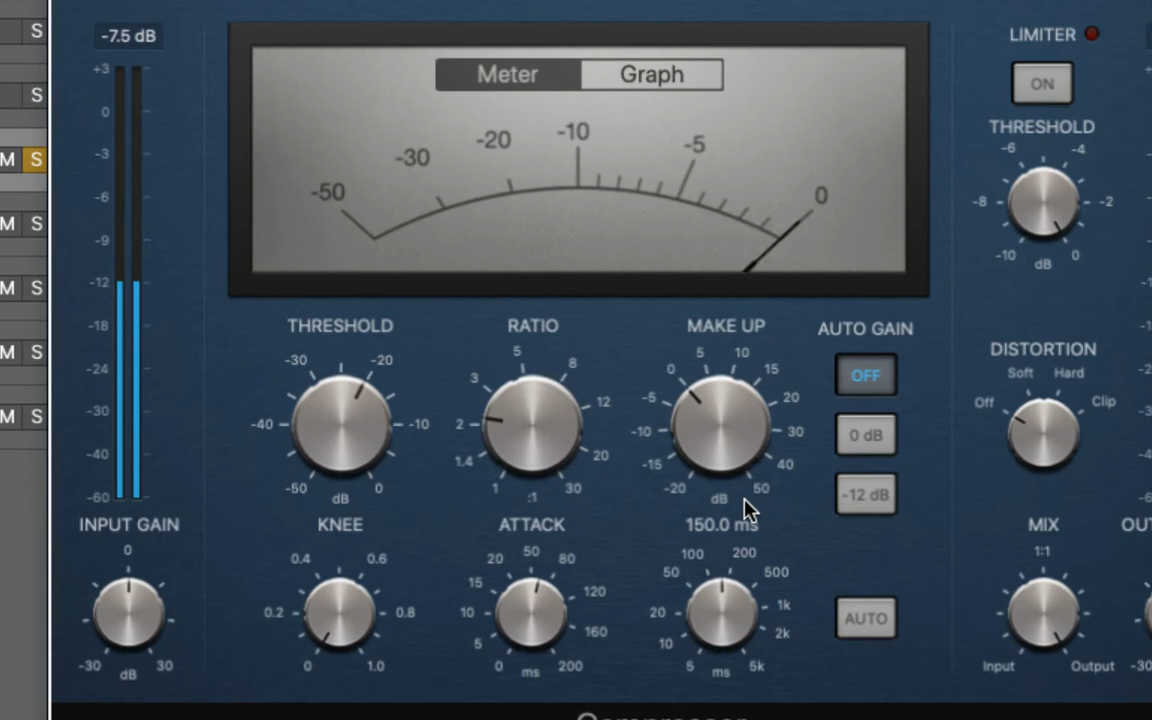 S
S
M S
M S
M S
M S
M S
-7.5 dB
+3
0
-3
-6
-9
-12
-18
-24
-30
-40
-60
INPUT GAIN
0
-30 dB 30
Meter Graph
-50 -30 -20 -10 -5 0
THRESHOLD
-30 -20
-40 -10
-50 dB 0
RATIO
5
3 8
2 12
1.4 20
1 :1 30
MAKE UP
5 10
0 15
-5 20
-10 30
-15 40
-20 dB 50
AUTO GAIN
OFF
0 dB
-12 dB
KNEE
0.4 0.6
0.2 0.8
0 1.0
ATTACK
50
20 80
15 120
10
5 160
0 ms 200
150.0 ms
100 200
50 500
20 1k
10 2k
5 ms 5k
AUTO
LIMITER
ON
THRESHOLD
-6 -4
-8 -2
-10 dB 0
DISTORTION
Soft Hard
Off Clip
MIX
1:1
Input Output
OU
-30
Compressor